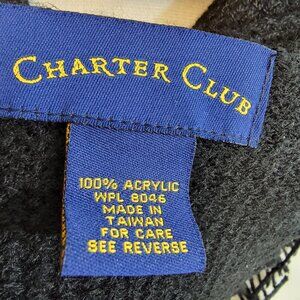 CHARTER CLUB
100% ACRYLIC
WPL 8046
MADE IN
TAIWAN
FOR CARE
SEE REVERSE